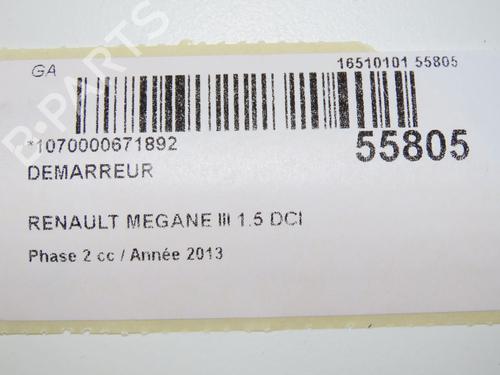 GA
16510101 55805
*1070000671892
55805
DEMARREUR
RENAULT MEGANE III 1.5 DCI
Phase 2 cc / Année 2013
B-PARTS